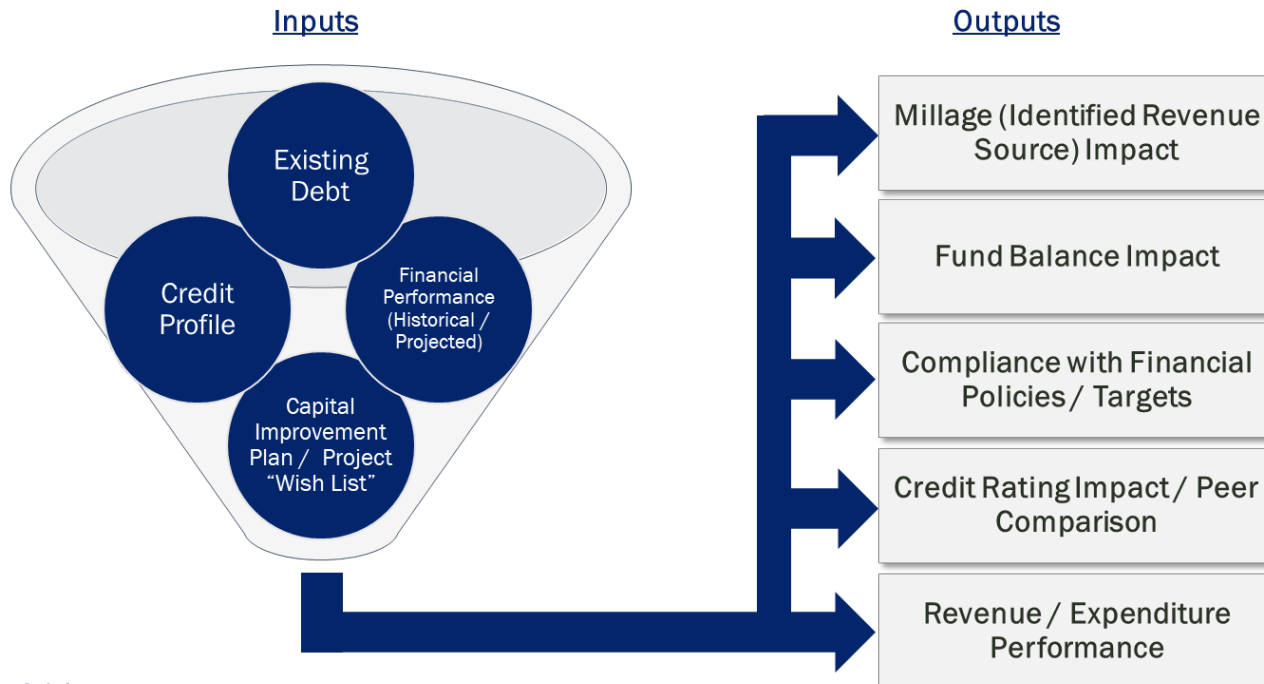 Inputs
Outputs
Existing
Debt
Credit
Profile
Financial
Performance
(Historical /
Projected)
Capital
Improvement
Plan / Project
“Wish List”
Millage (Identified Revenue
Source) Impact
Fund Balance Impact
Compliance with Financial
Policies / Targets
Credit Rating Impact / Peer
Comparison
Revenue / Expenditure
Performance